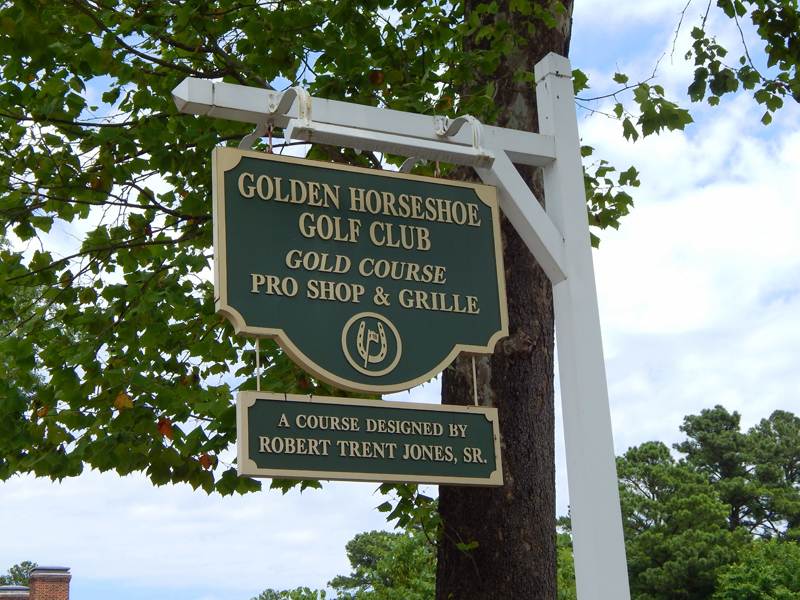 GOLDEN HORSESHOE
GOLF CLUB
GOLD COURSE
PRO SHOP & GRILLE
A COURSE DESIGNED BY
ROBERT TRENT JONES, SR.